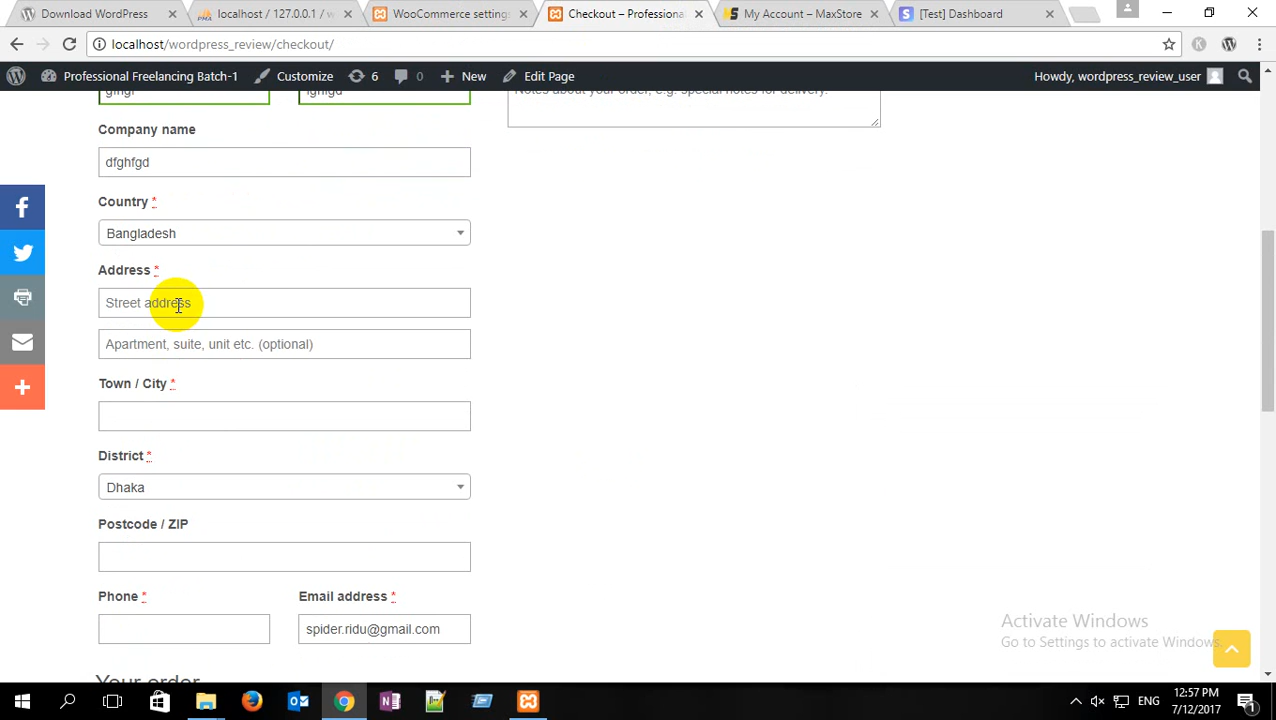 Download WordPress
localhost / 127.0.0.1 / w
WooCommerce settings
Checkout – Professiona
My Account – MaxStore
[Test] Dashboard
localhost/wordpress_review/checkout/
Professional Freelancing Batch-1
Customize
6
0
New
Edit Page
Howdy, wordpress_review_user
Notes about your order, e.g. special notes for delivery.
Company name
dfghfgd
Country *
Bangladesh
Address *
Street address
Apartment, suite, unit etc. (optional)
Town / City *
District *
Dhaka
Postcode / ZIP
Phone *
Email address *
spider.ridu@gmail.com
Your order
Activate Windows
Go to Settings to activate Windows.
ENG
12:57 PM
7/12/2017
1